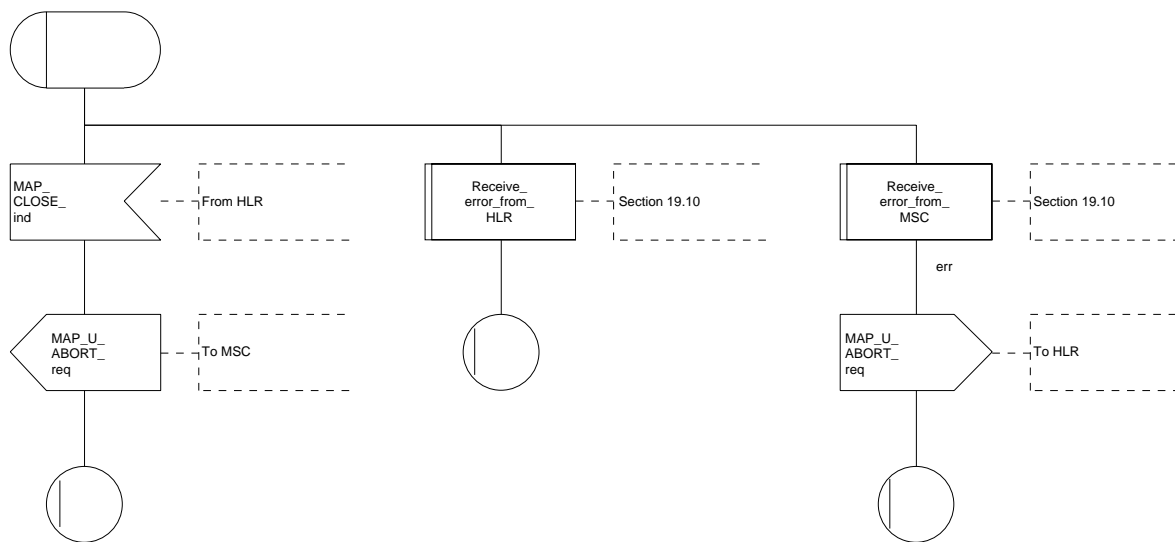 MAP_
CLOSE_
ind
From HLR
Receive_
error_from_
HLR
Section 19.10
Receive_
error_from_
MSC
Section 19.10
err
MAP_U_
ABORT_
req
To MSC
MAP_U_
ABORT_
req
To HLR